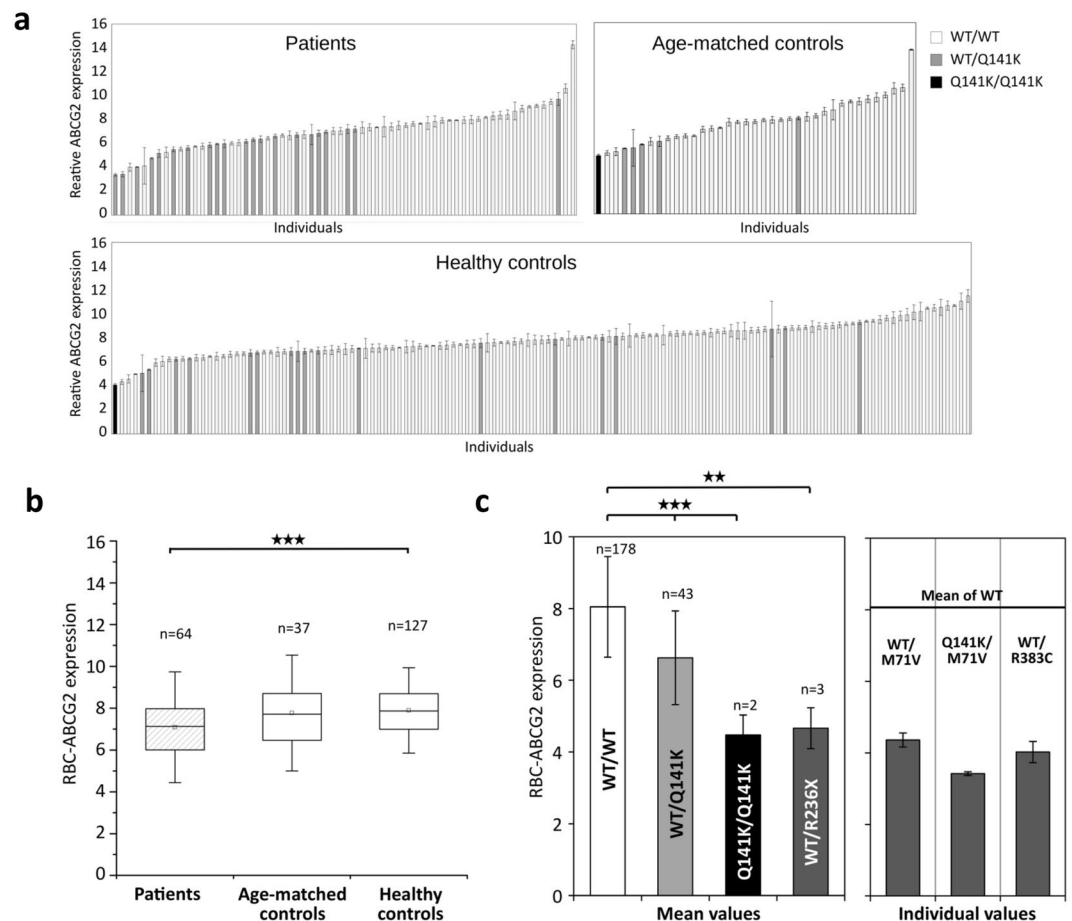 a
Patients
Age-matched controls
WT/WT
WT/Q141K
Q141K/Q141K
Reative ABCG2 expression
16
14
12
10
8
6
4
2
0
Individuals
Individuals
Healthy controls
Relative ABCG2 expression
16
14
12
10
8
6
4
2
0
Individuals
b
★★★
RBC-ABCG2 expression
16
14
12
10
8
6
4
2
0
n=64
n=37
n=127
Patients
Age-matched
controls
Healthy
controls
c
★★
★★★
RBC-ABCG2 expression
10
8
6
4
2
0
n=178
n=43
n=2
n=3
WT/WT
WT/Q141K
Q141K/Q141K
WT/R236X
Mean values
Mean of WT
WT/
M71V
Q141K/
M71V
WT/
R383C
Individual values